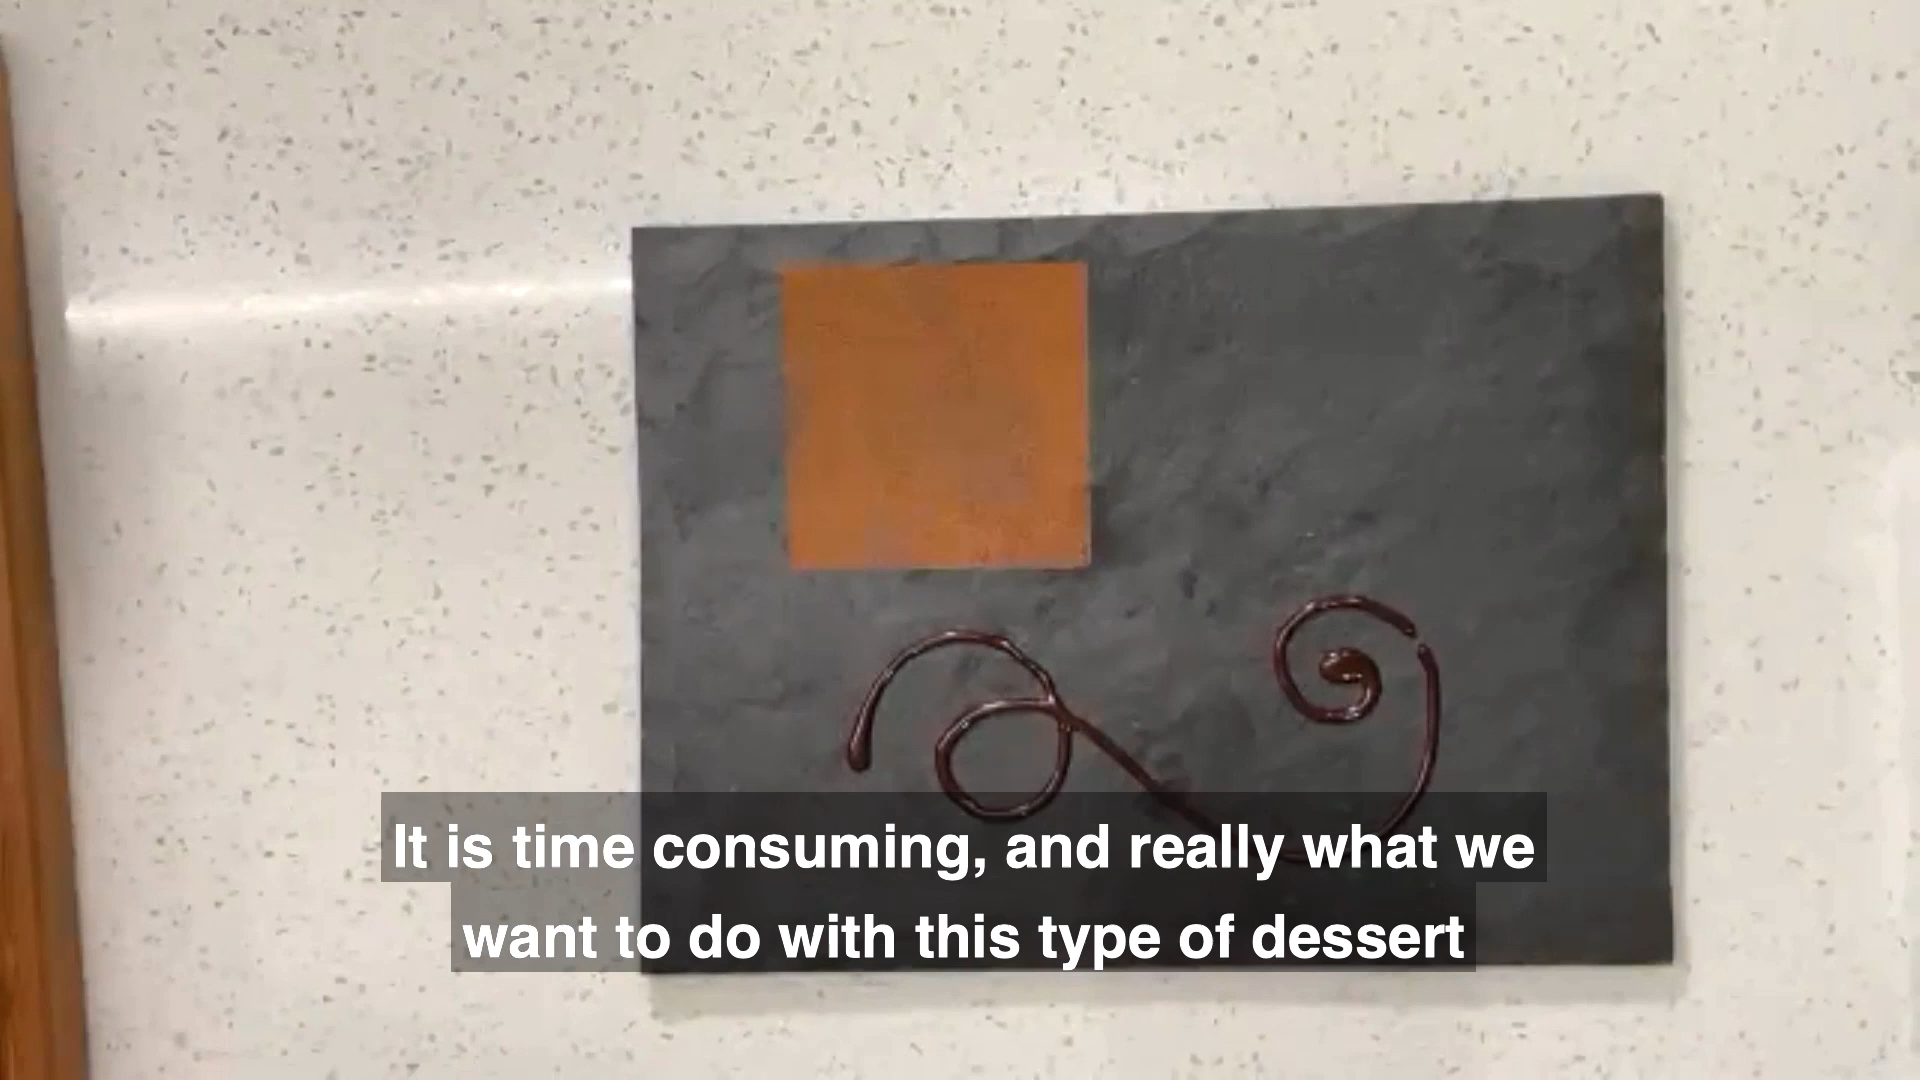 It is time consuming, and really what we
want to do with this type of dessert